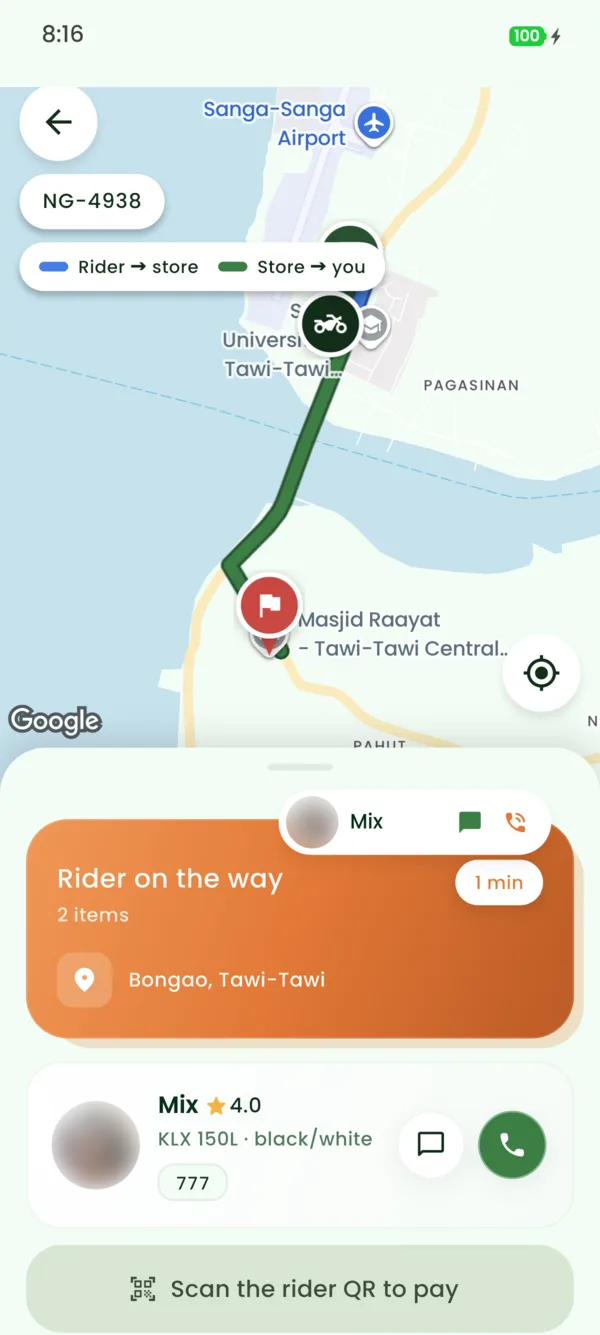 8:16
100
Sanga-Sanga
Airport
NG-4938
Rider → store
Store → you
S
Universi
Tawi-Tawi...
PAGASINAN
Masjid Raayat
- Tawi-Tawi Central..
Google
N
PAHUT
Mix
Rider on the way
1 min
2 items
Bongao, Tawi-Tawi
Mix 4.0
KLX 150L · black/white
777
Scan the rider QR to pay